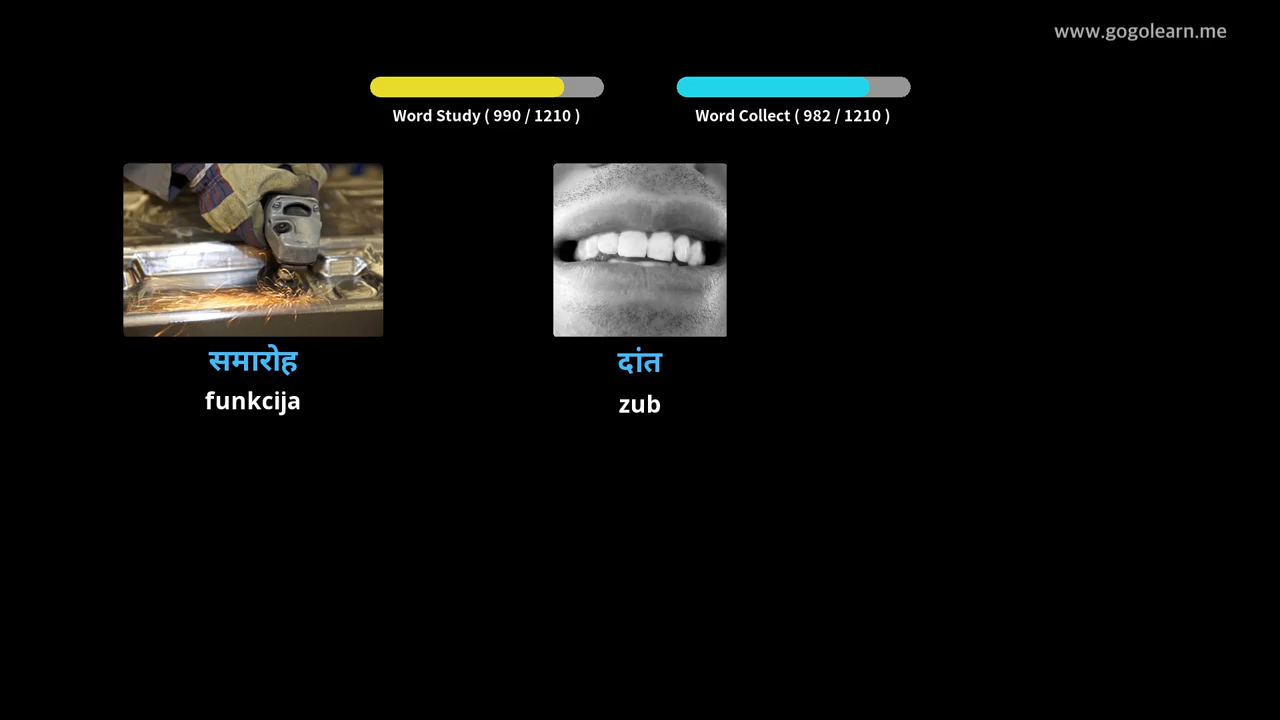 www.gogolearn.me
Word Study ( 990 / 1210 )
Word Collect ( 982 / 1210 )
समारोह
funkcija
दांत
zub